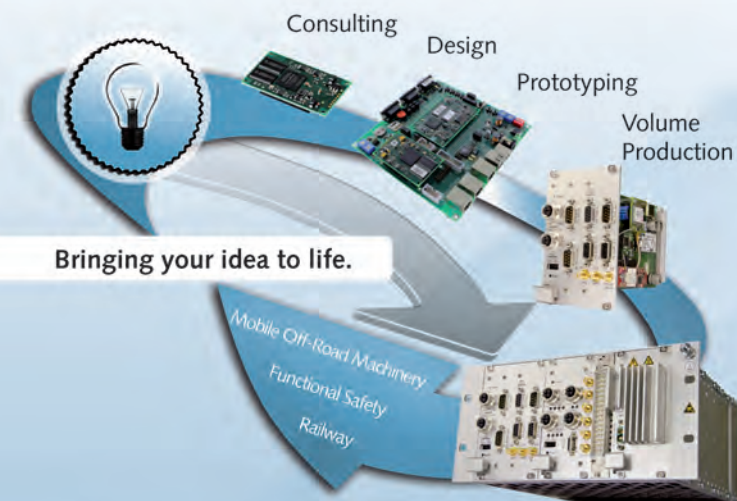 Consulting
Design
Prototyping
Volume
Production
Bringing your idea to life.
Mobile Off-Road Machinery
Functional Safety
Railway